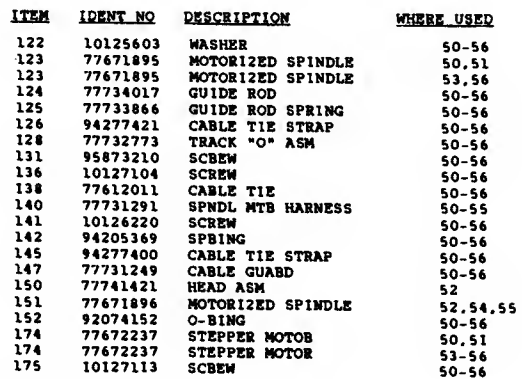 ITEM IDENT NO DESCRIPTION WHERE USED
122 10125603 WASHER 50-56
123 77671895 MOTORI2ED SPINDLE 50,51
123 77671895 MOTORI2ED SPINDLE 53,56
124 77734017 GUIDE ROD 50-56
125 77733866 GUIDE ROD SPRING 50-56
126 94277421 CABLE TIE STRAP 50-56
128 77732773 TRACK "O" ASM 50-56
131 95873210 SCBEW 50-56
136 10127104 SCREW 50-56
138 77612011 CABLE TIE 50-56
140 77731291 SPNDL MTB HARNESS 50-55
141 10126220 SCREW 50-56
142 94205369 SPBING 50-56
145 94277400 CABLE TIE STRAP 50-56
147 77731249 CABLE GUABD 50-56
150 77741421 HEAD ASM 52
151 77671896 MOTORI2ED SPINDLE 52,54,55
152 92074152 O-BING 50-56
174 77672237 STEPPER MOTOB 50,51
174 77672237 STEPPER MOTOR 53-56
175 10127113 SCBEW 50-56